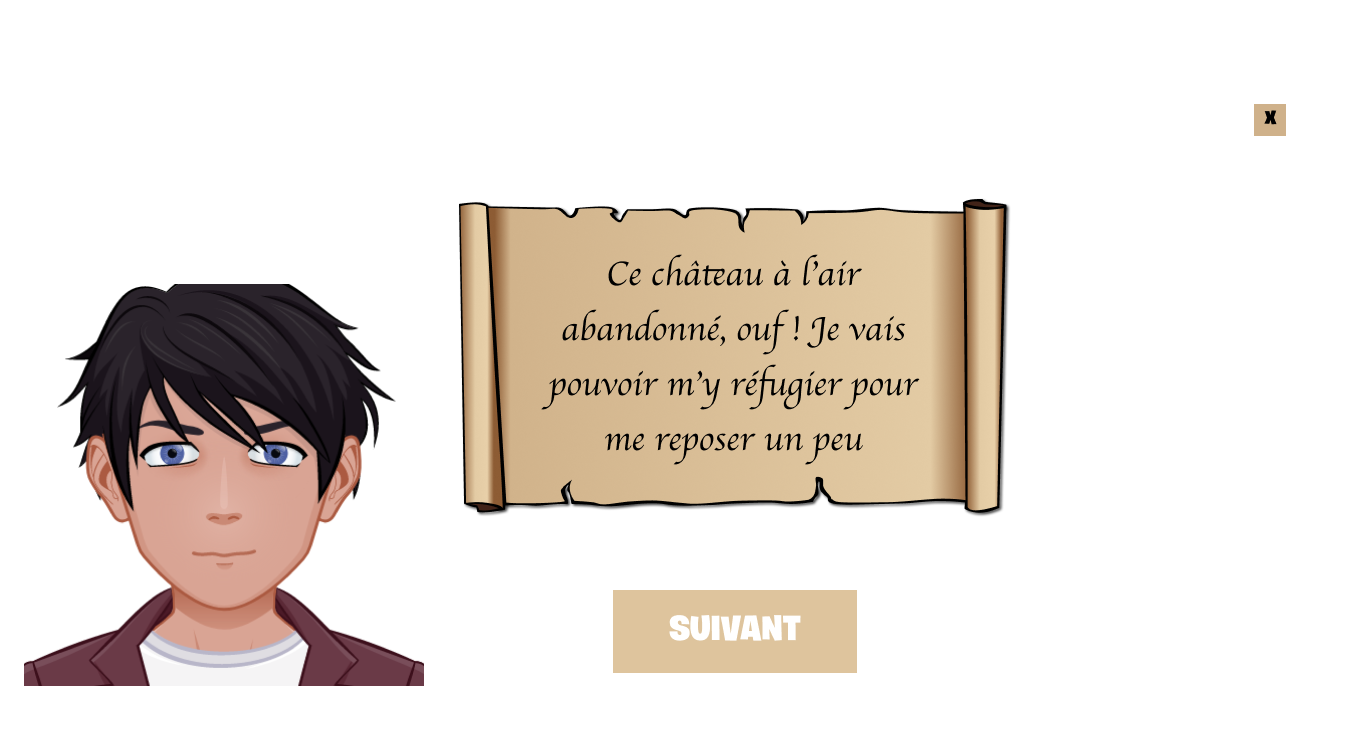 X
Ce château à l'air
abandonné, ouf ! Je vais
pouvoir m'y réfugier pour
me reposer un peu
SUIVANT